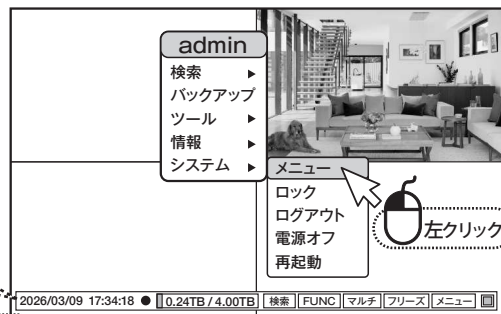 admin
検索
バックアップ
ツール
情報
システム
メニュー
ロック
ログアウト
電源オフ
再起動
左クリック
2026/03/09 17:34:18 0.24TB / 4.00TB 検索 FUNC マルチ フリーズ メニュー